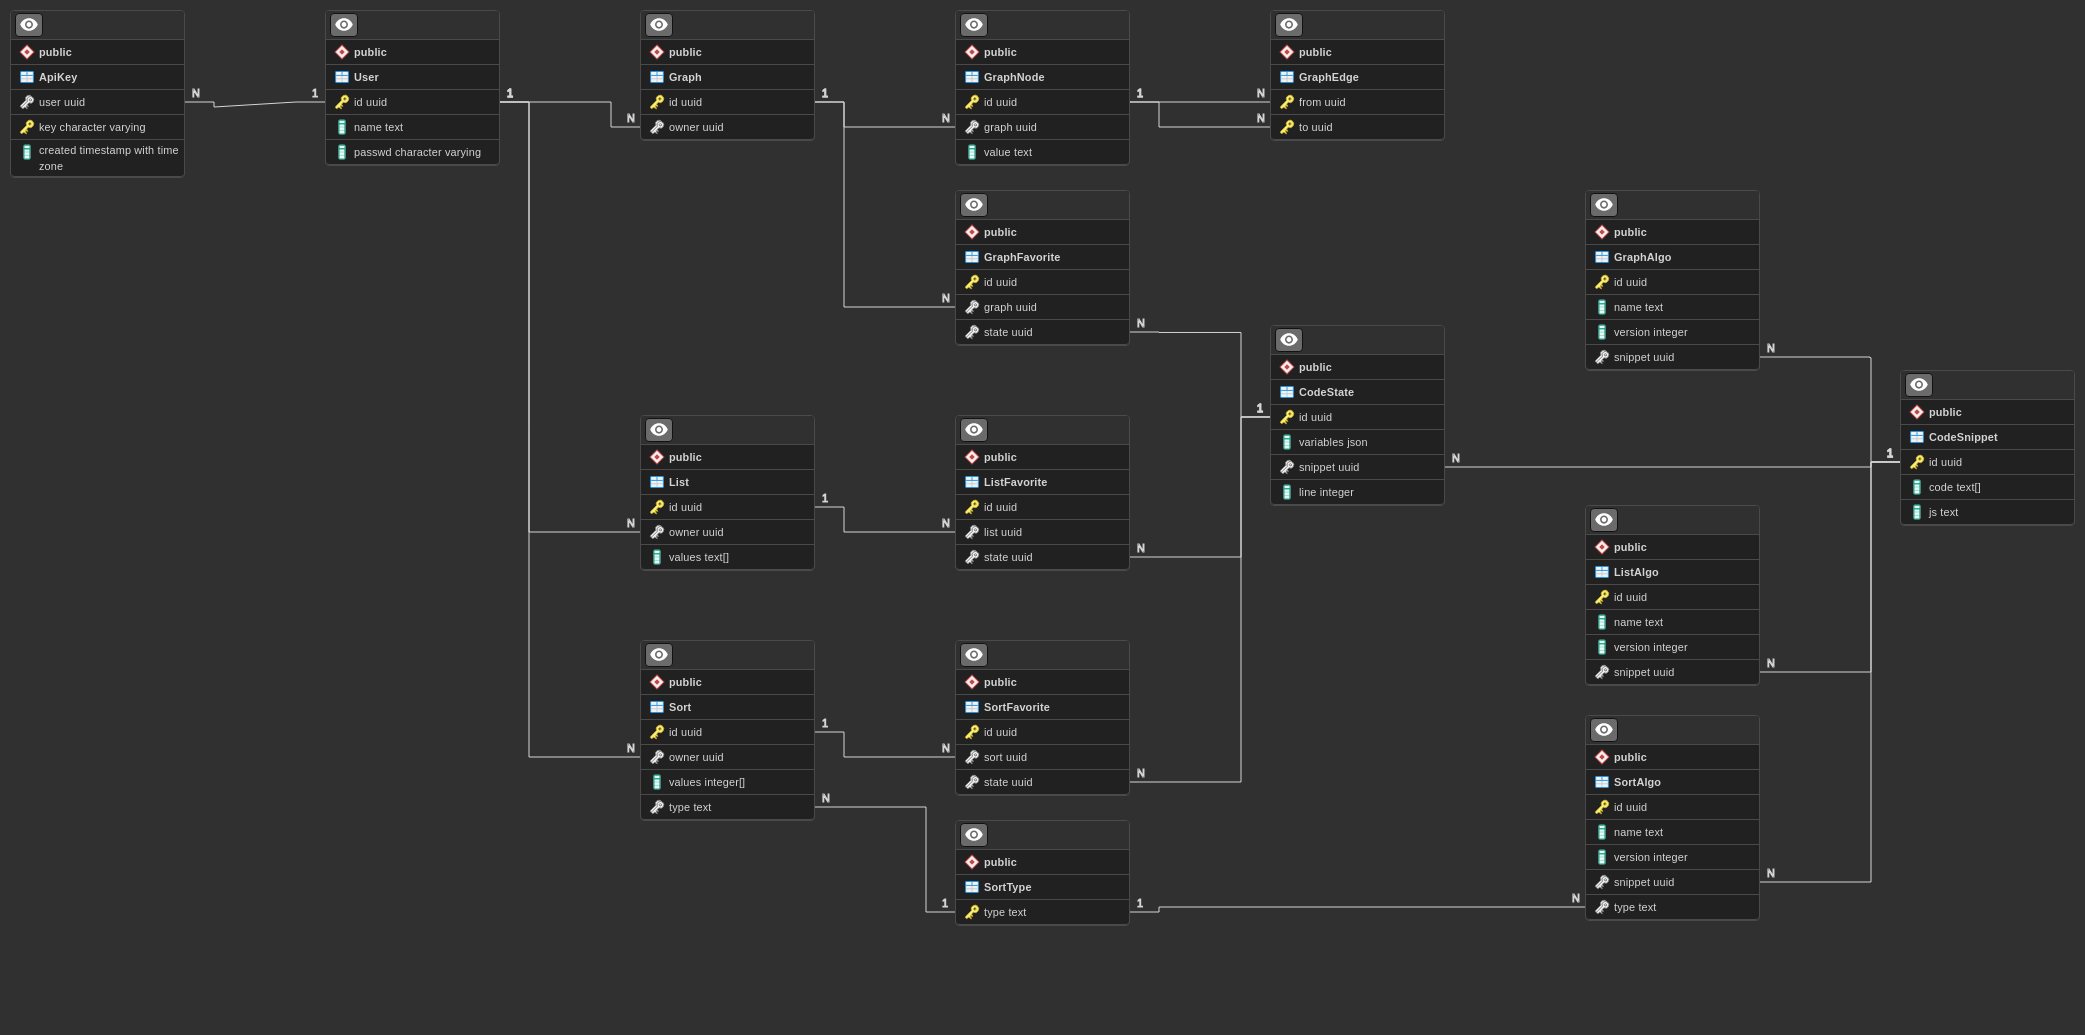 public
ApiKey
user uuid
key character varying
created timestamp with time
zone
N
1
public
User
id uuid
name text
passwd character varying
1
N
N
N
public
Graph
id uuid
owner uuid
1
N
N
public
GraphNode
id uuid
graph uuid
value text
1
N
N
public
GraphEdge
from uuid
to uuid
public
GraphFavorite
id uuid
graph uuid
state uuid
N
public
List
id uuid
owner uuid
values text[]
1
N
public
ListFavorite
id uuid
list uuid
state uuid
N
1
public
CodeState
id uuid
variables json
snippet uuid
line integer
N
public
Sort
id uuid
owner uuid
values integer[]
type text
1
N
N
1
public
SortFavorite
id uuid
sort uuid
state uuid
N
public
SortType
type text
1
N
public
GraphAlgo
id uuid
name text
version integer
snippet uuid
N
public
ListAlgo
id uuid
name text
version integer
snippet uuid
N
public
SortAlgo
id uuid
name text
version integer
snippet uuid
type text
N
1
public
CodeSnippet
id uuid
code text[]
js text